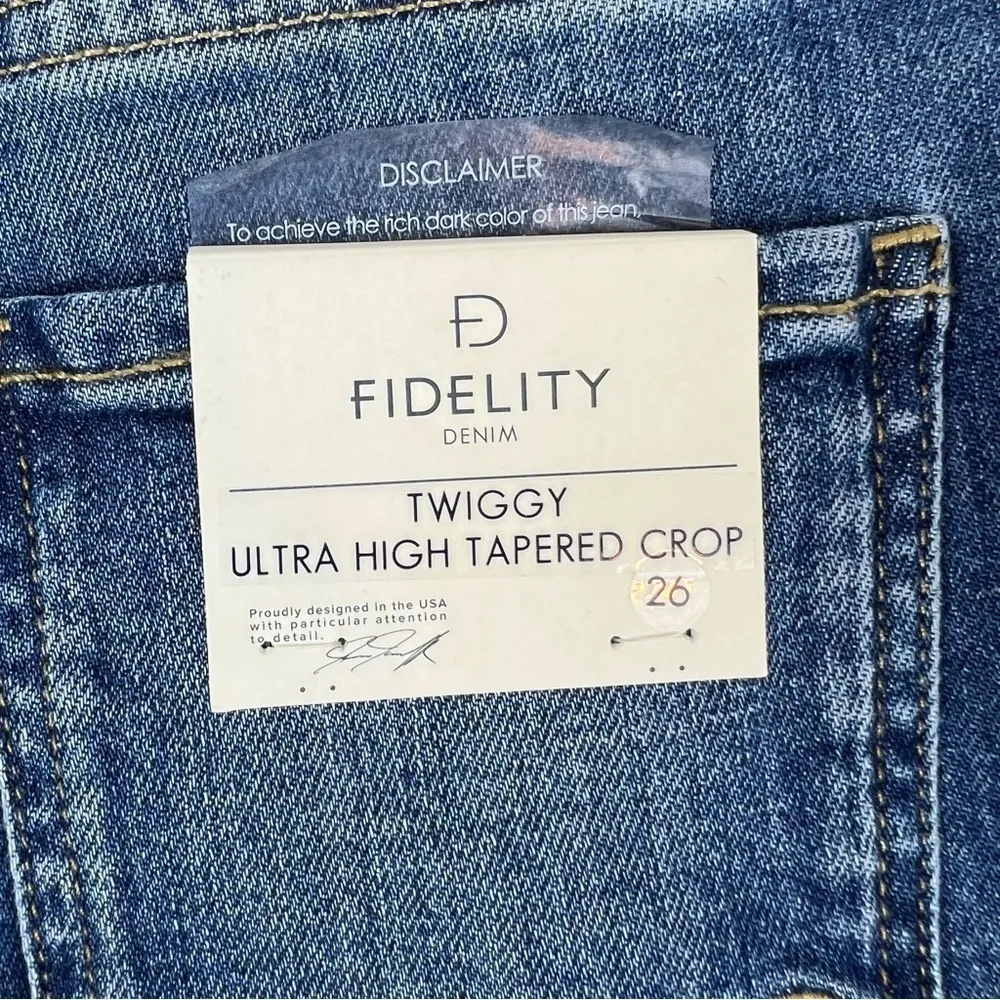 DISCLAIMER
To achieve the rich dark color of this jean,
FD
FIDELITY
DENIM
TWIGGY
ULTRA HIGH TAPERED CROP
26
Proudly designed in the USA
with particular attention
to detail.